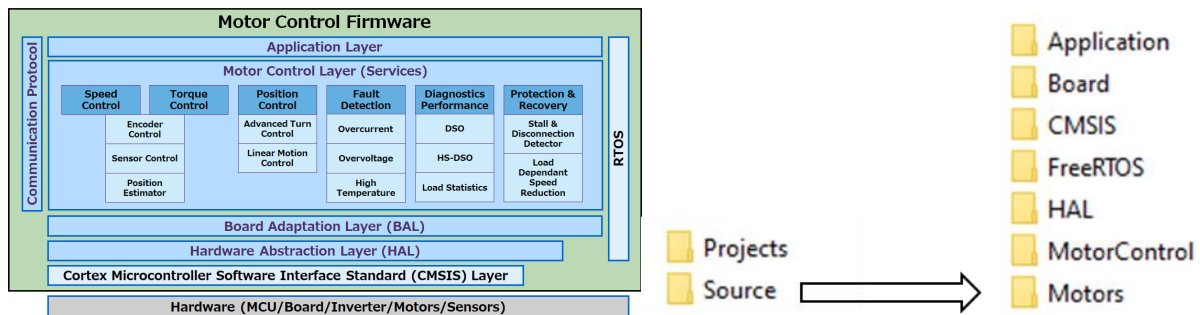 Motor Control Firmware
Communication Protocol
Application Layer
Motor Control Layer (Services)
Speed
Control
Torque
Control
Encoder
Control
Sensor Control
Position
Estimator
Position
Control
Advanced Turn
Control
Linear Motion
Control
Fault
Detection
Overcurrent
Overvoltage
High
Temperature
Diagnostics
Performance
DSO
HS-DSO
Load Statistics
Protection &
Recovery
Stall &
Disconnection
Detector
Load
Dependant
Speed
Reduction
RTOS
Board Adaptation Layer (BAL)
Hardware Abstraction Layer (HAL)
Cortex Microcontroller Software Interface Standard (CMSIS) Layer
Hardware (MCU/Board/Inverter/Motors/Sensors)
Projects
Source
Application
Board
CMSIS
FreeRTOS
HAL
MotorControl
Motors